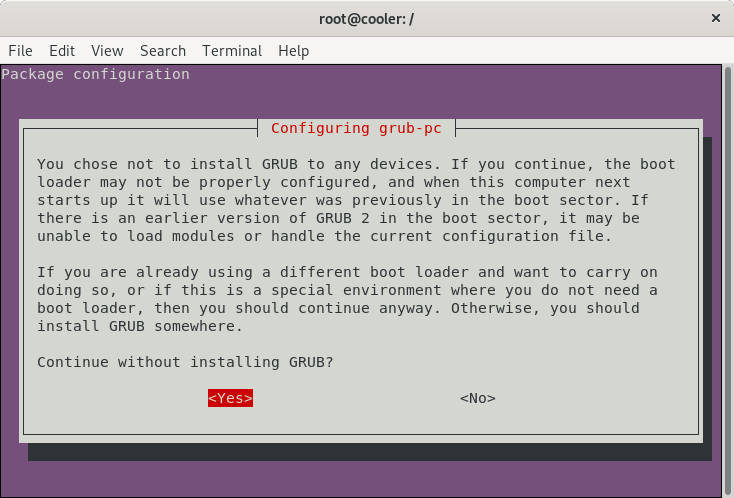 root@cooler: /
×
File Edit View Search Terminal Help
Package configuration
Configuring grub-pc
You chose not to install GRUB to any devices. If you continue, the boot
loader may not be properly configured, and when this computer next
starts up it will use whatever was previously in the boot sector. If
there is an earlier version of GRUB 2 in the boot sector, it may be
unable to load modules or handle the current configuration file.
If you are already using a different boot loader and want to carry on
doing so, or if this is a special environment where you do not need a
boot loader, then you should continue anyway. Otherwise, you should
install GRUB somewhere.
Continue without installing GRUB?
<Yes> <No>